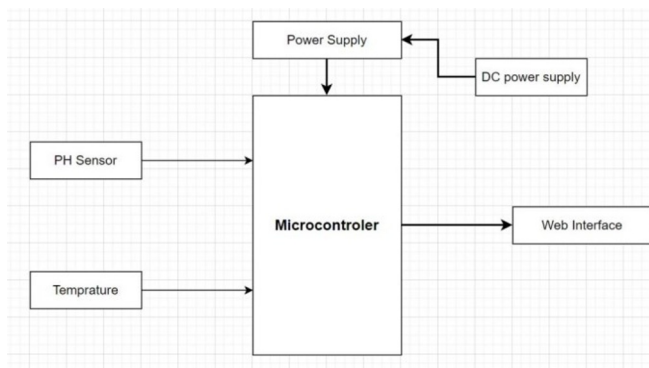 Power Supply
DC power supply
PH Sensor
Microcontroler
Web Interface
Temprature